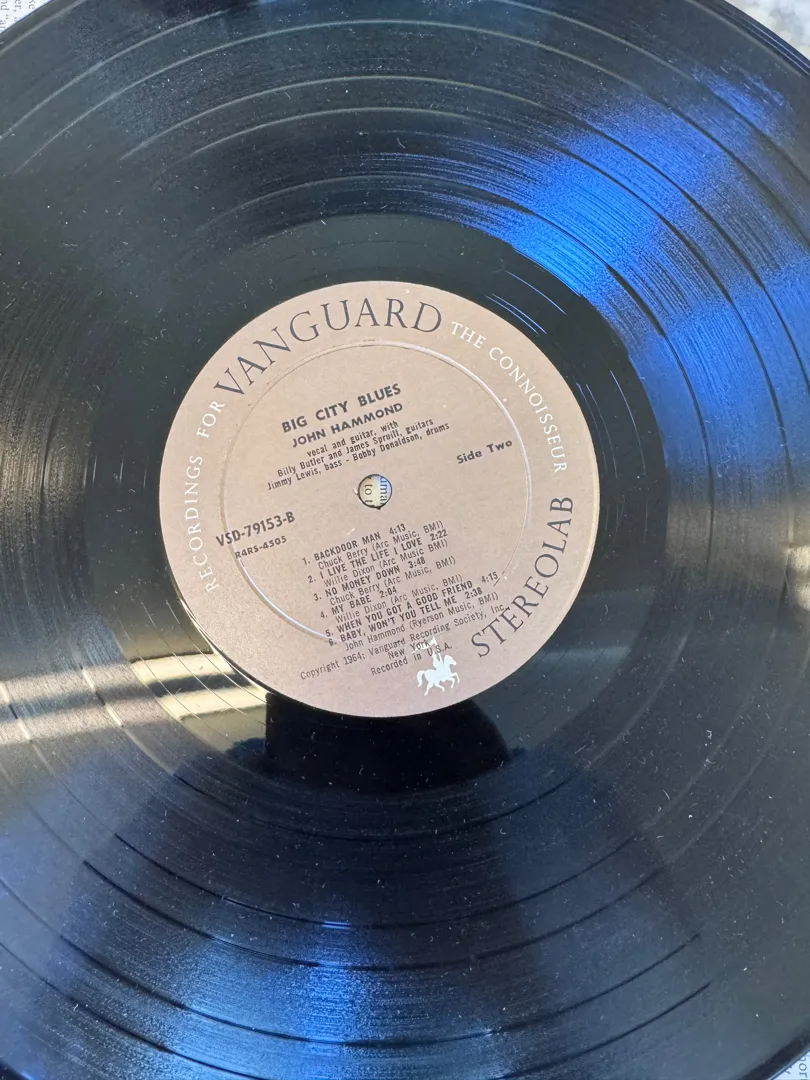 RECORDINGS FOR VANGUARD THE CONNOISSEUR
STEREOLAB
BIG CITY BLUES
JOHN HAMMOND
vocal and guitar, with
Billy Butler and James Spruill, guitars
Jimmy Lewis, bass - Bobby Donaldson, drums
Side Two
VSD-79153-B
R4RS-4505
1. BACKDOOR MAN 4:13
Chuck Berry (Arc Music, BMI)
2. I LIVE THE LIFE I LOVE 2:22
Willie Dixon (Arc Music BMI)
3. NO MONEY DOWN 3:48
Chuck Berry (Arc Music, BMI)
4. MY BABE 2:04
Willie Dixon (Arc Music, BMI)
5. WHEN YOU GOT A GOOD FRIEND 4:15
6. BABY, WON'T YOU TELL ME 2:38
John Hammond (Ryerson Music, BMI)
Copyright 1964; Vanguard Recording Society, Inc.
New York
Recorded in U.S.A.